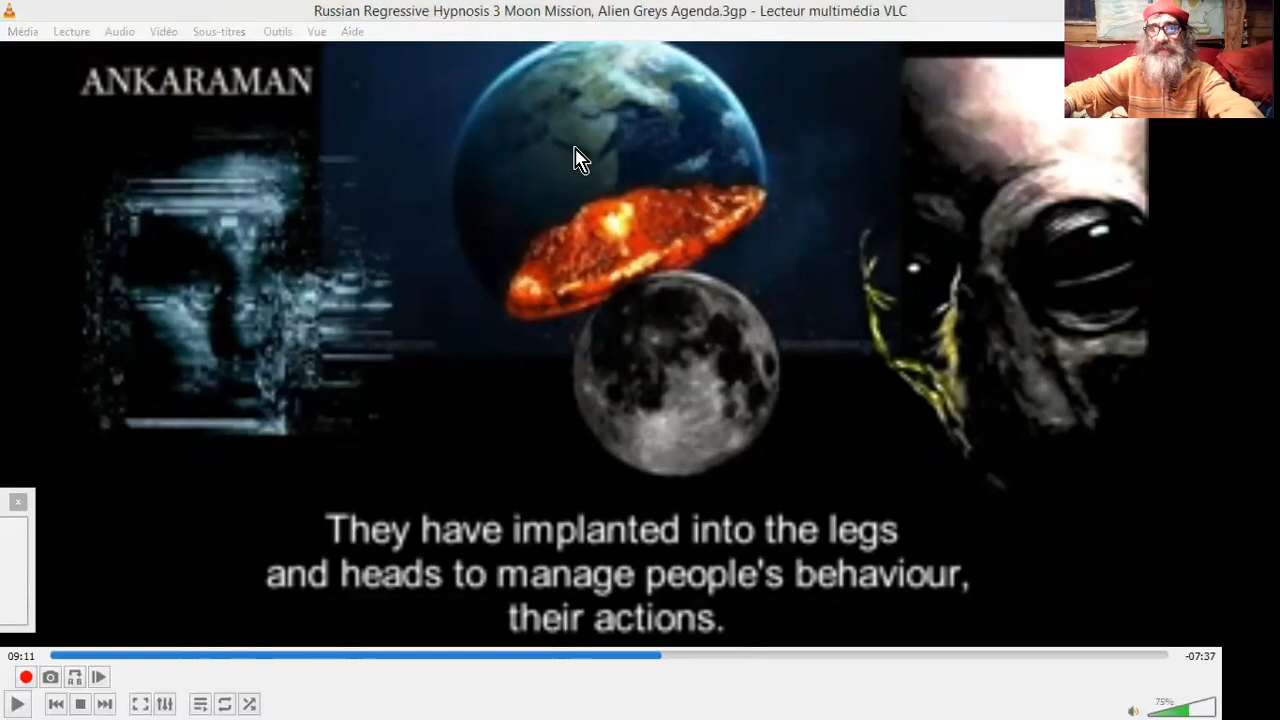 Russian Regressive Hypnosis 3 Moon Mission, Alien Greys Agenda.3gp - Lecteur multimédia VLC
Média Lecture Audio Vidéo Sous-titres Outils Vue Aide
ANKARAMAN
They have implanted into the legs
and heads to manage people's behaviour,
their actions.
09:11
-07:37
75%